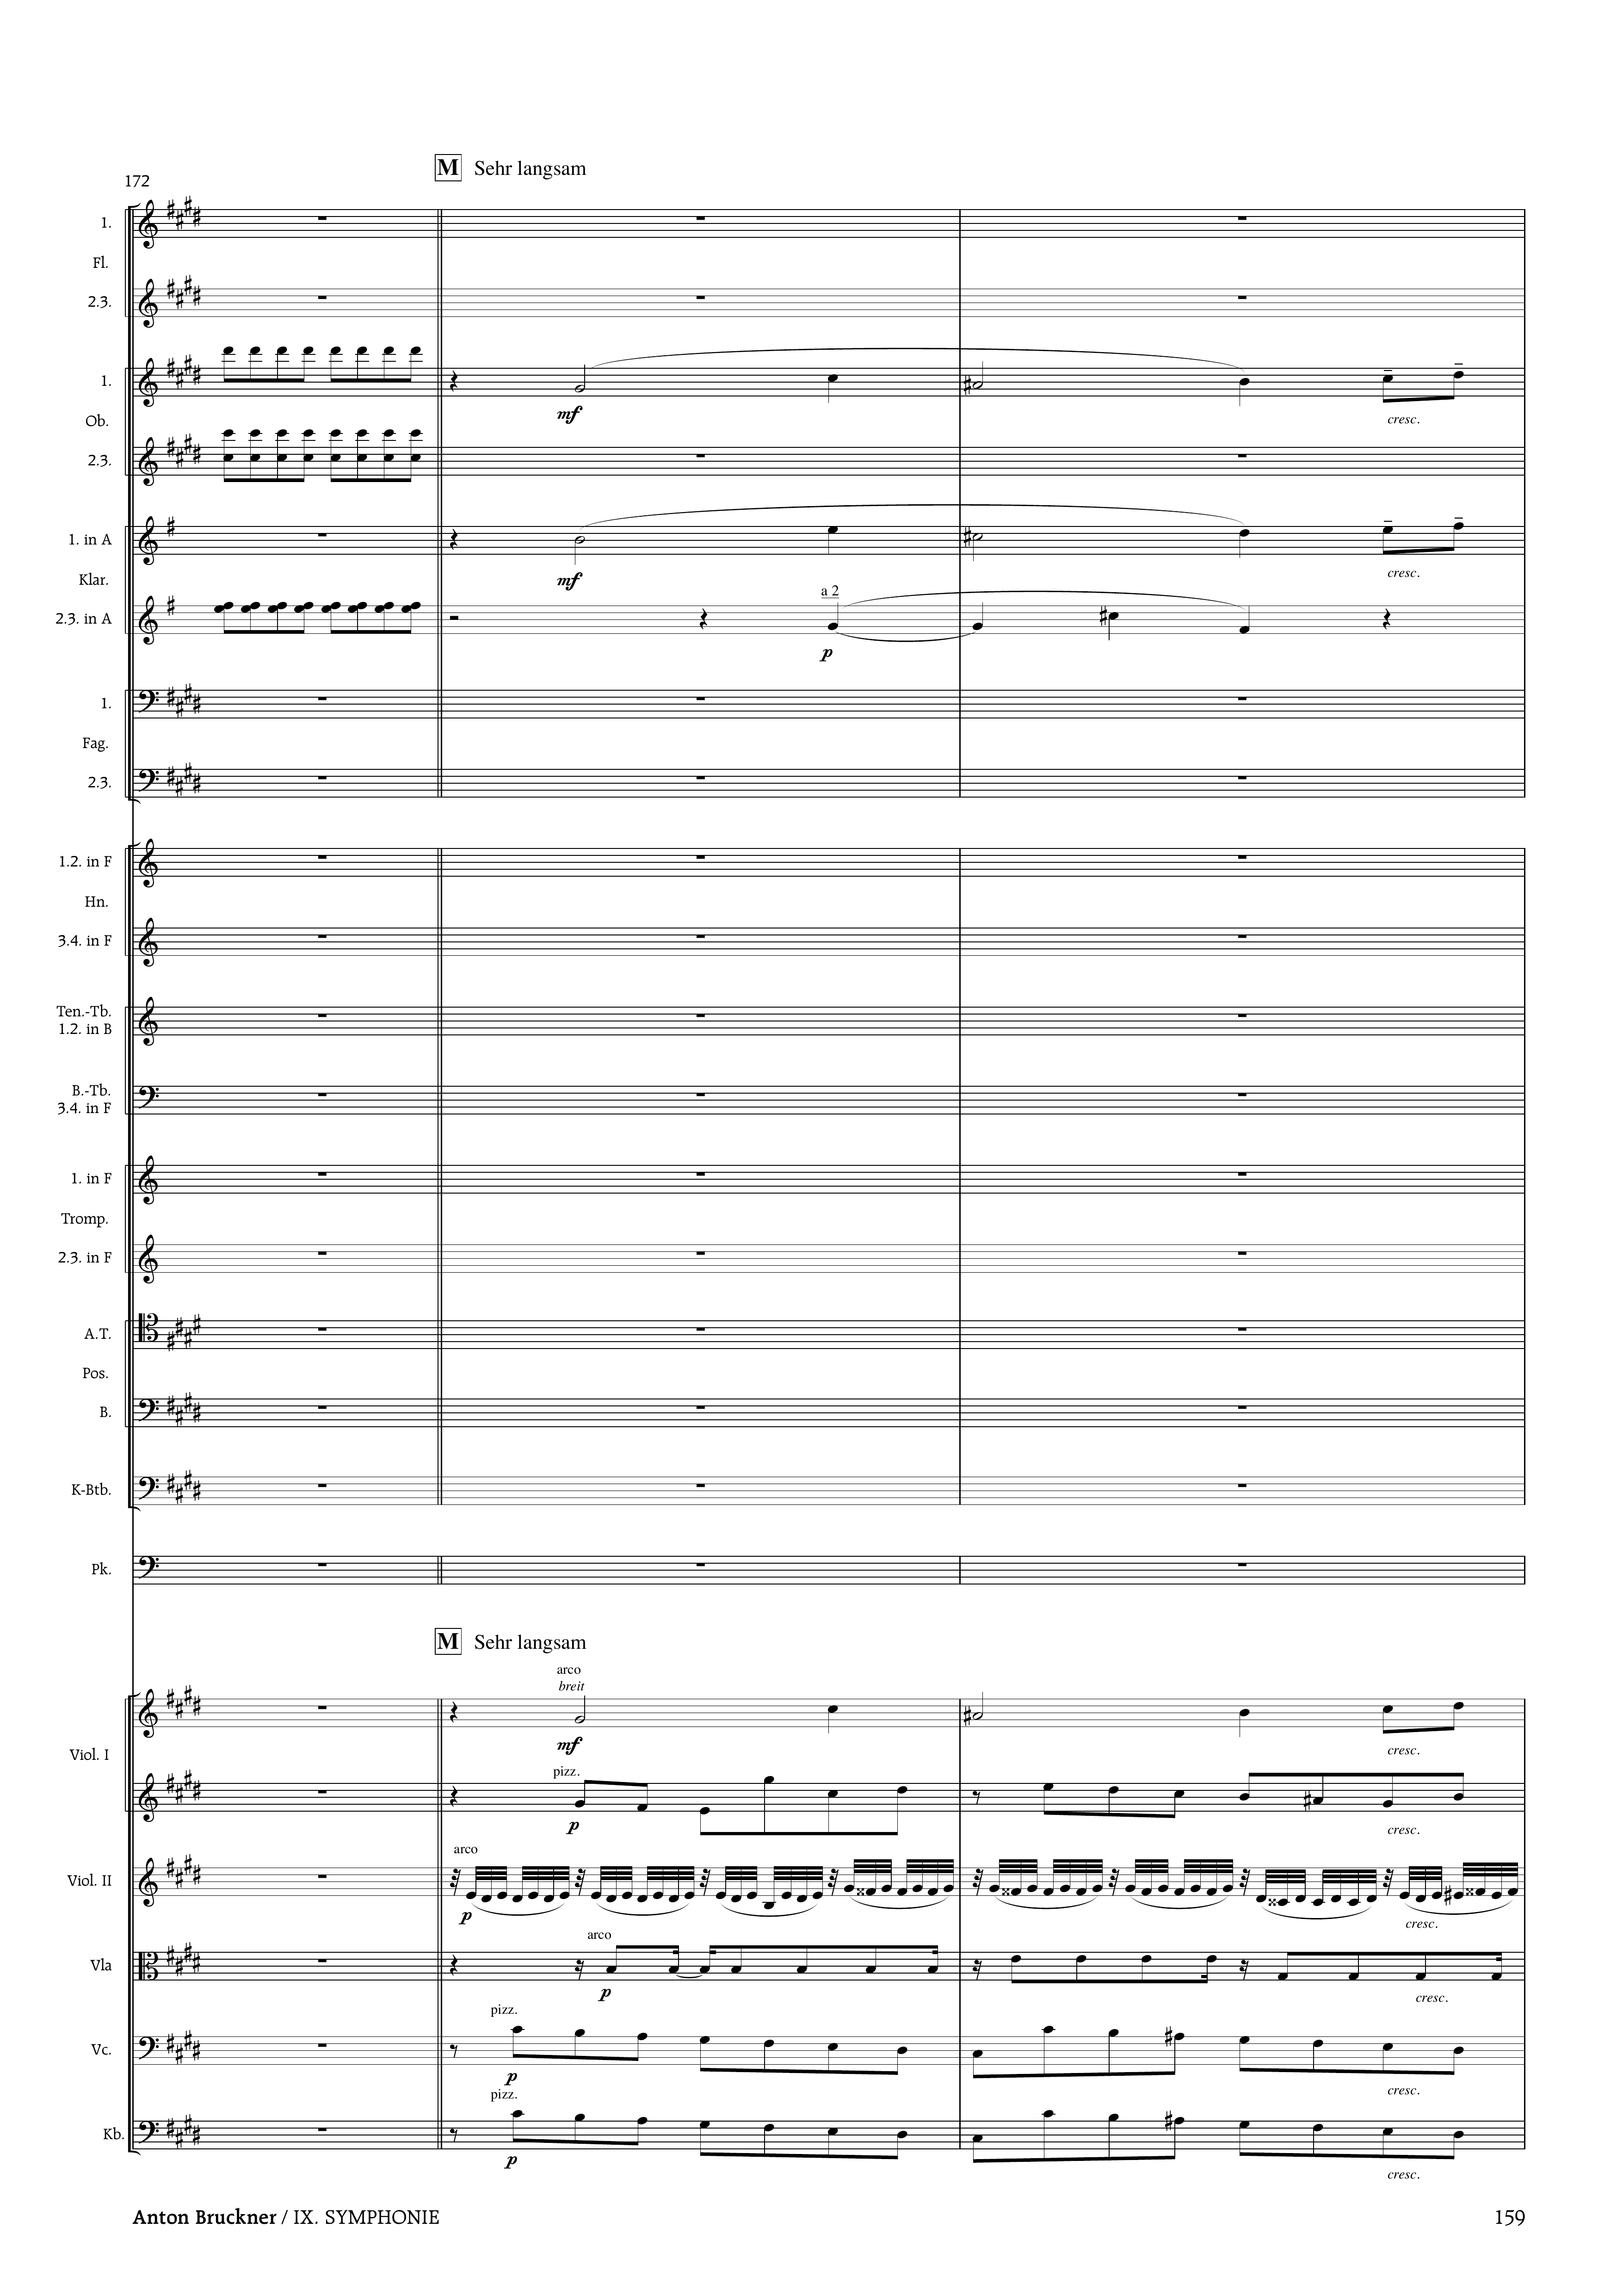 M Sehr langsam
172
1.
Fl.
2.3.
1.
mf
cresc.
Ob.
2.3.
1. in A
mf
cresc.
Klar.
a 2
2.3. in A
p
1.
Fag.
2.3.
1.2. in F
Hn.
3.4. in F
Ten.-Tb.
1.2. in B
B.-Tb.
3.4. in F
1. in F
Tromp.
2.3. in F
A.T.
Pos.
B.
K-Btb.
Pk.
M Sehr langsam
arco
breit
mf
cresc.
Viol. I
pizz.
p
cresc.
arco
Viol. II
p
cresc.
arco
Vla
p
cresc.
pizz.
Vc.
p
cresc.
pizz.
Kb.
p
cresc.
Anton Bruckner / IX. SYMPHONIE 159